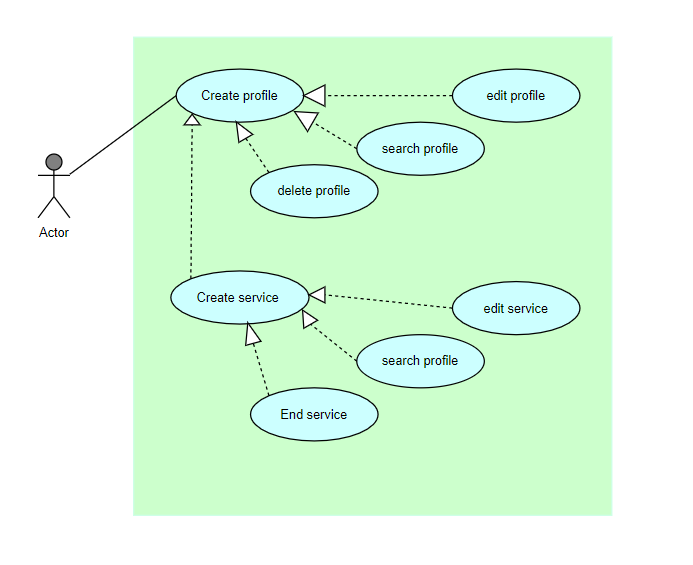 Create profile
edit profile
search profile
delete profile
Actor
Create service
edit service
search profile
End service